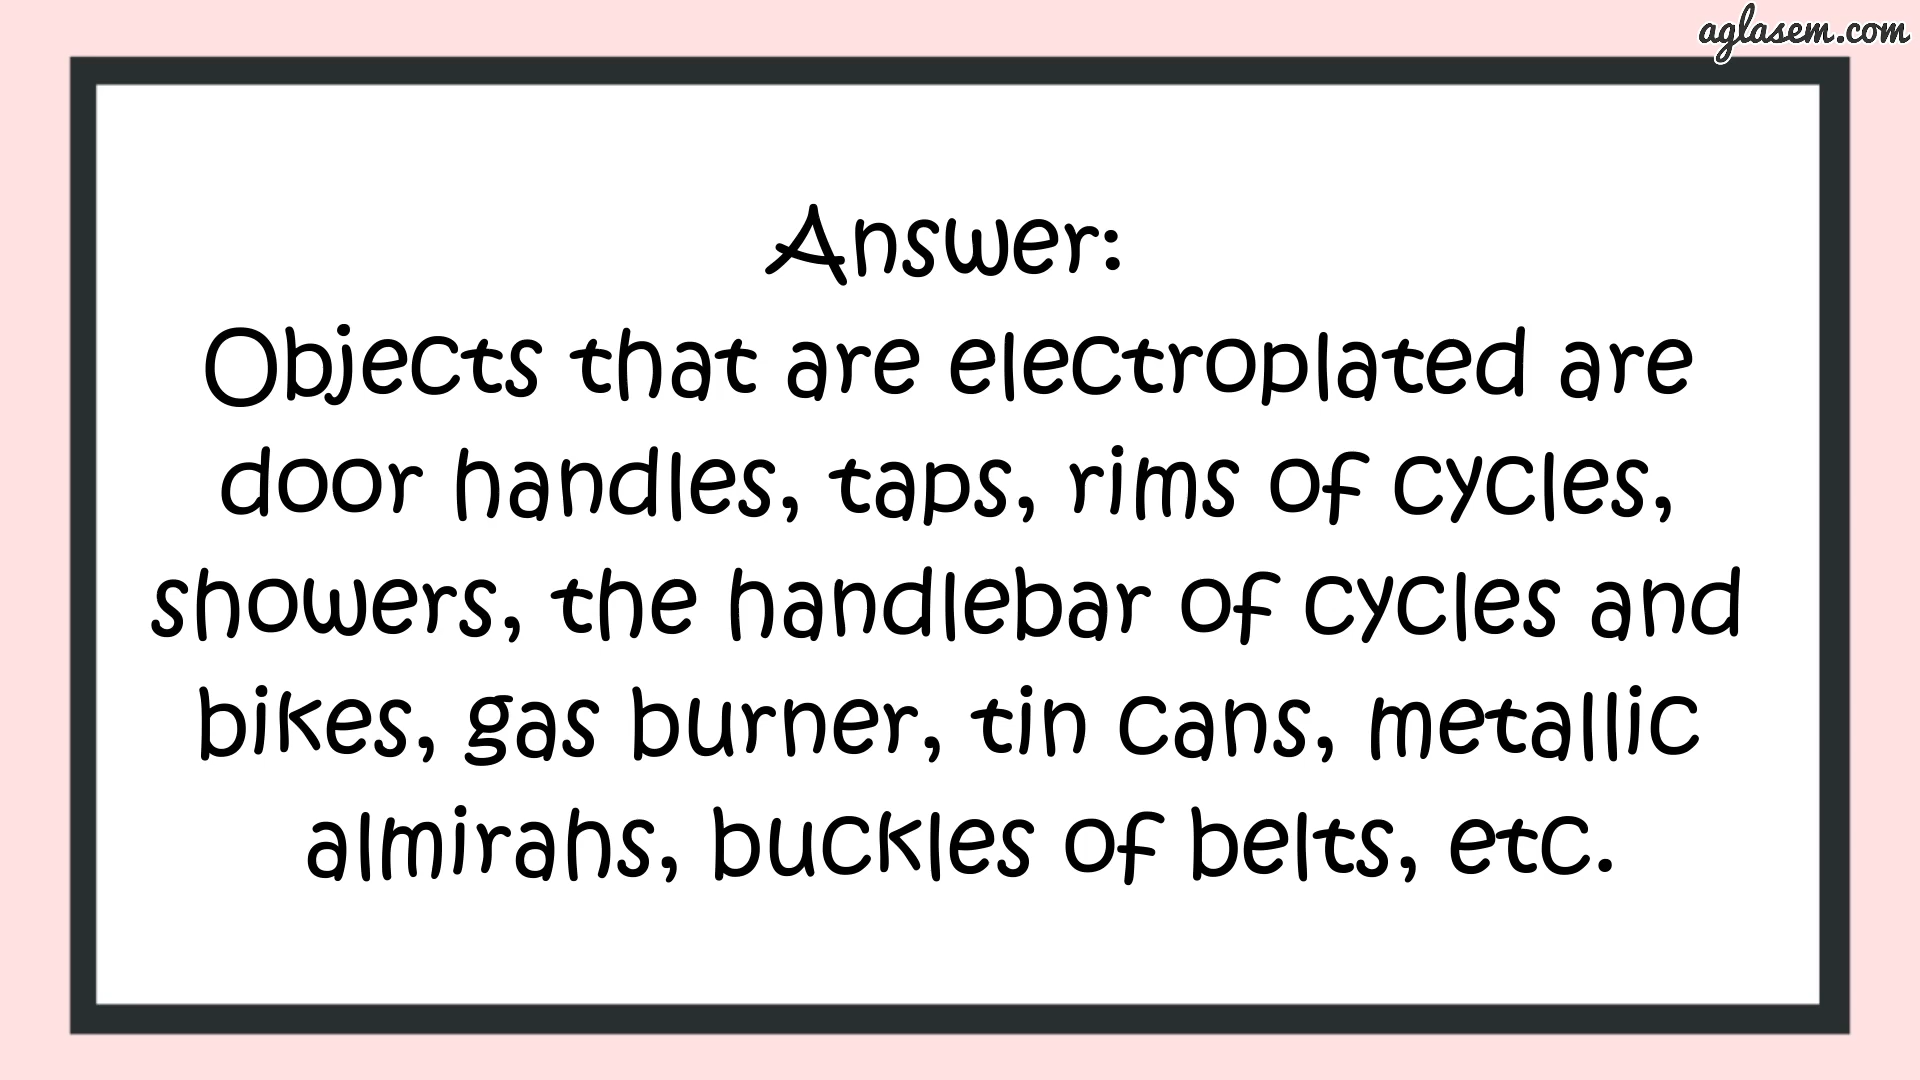 aglasem.com
Answer:
Objects that are electroplated are
door handles, taps, rims of cycles,
showers, the handlebar of cycles and
bikes, gas burner, tin cans, metallic
almirahs, buckles of belts, etc.